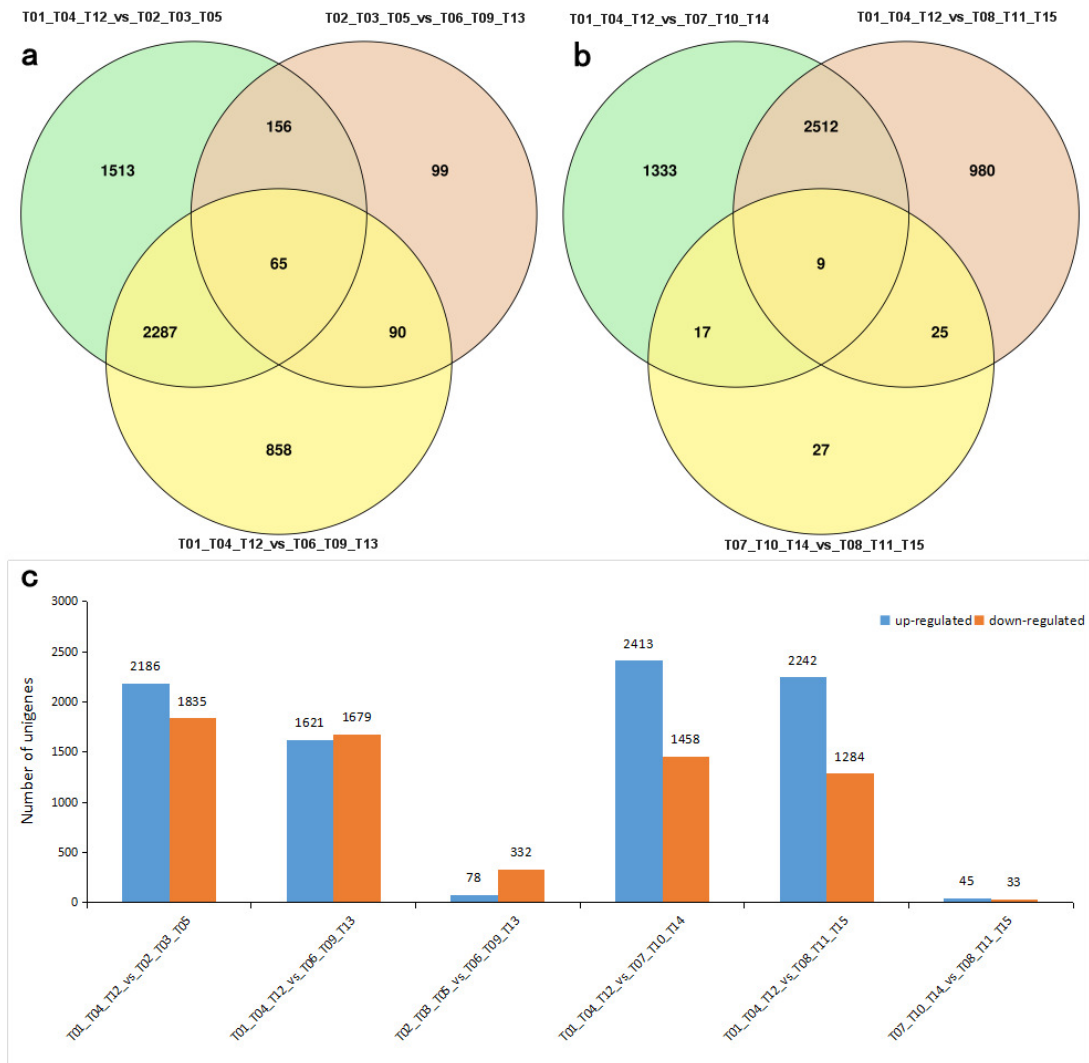 T01_T04_T12_vs_T02_T03_T05
T02_T03_T05_vs_T06_T09_T13
a
156
1513
99
65
2287
90
858
T01_T04_T12_vs_T06_T09_T13
T01_T04_T12_vs_T07_T10_T14
T01_T04_T12_vs_T08_T11_T15
b
2512
1333
980
9
17
25
27
T07_T10_T14_vs_T08_T11_T15
c
up-regulated
down-regulated
Number of unigenes
3000
2500
2000
1500
1000
500
0
2186
1835
1621
1679
78
332
2413
1458
2242
1284
45
33
T01_T04_T12_vs_T02_T03_T05
T01_T04_T12_vs_T06_T09_T13
T02_T03_T05_vs_T06_T09_T13
T01_T04_T12_vs_T07_T10_T14
T01_T04_T12_vs_T08_T11_T15
T07_T10_T14_vs_T08_T11_T15